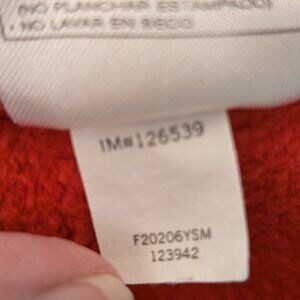 (NO PLANCHAR ESTAMPADO)
• NO LAVAR EN SECO
IM#126539
F20206YSM
123942